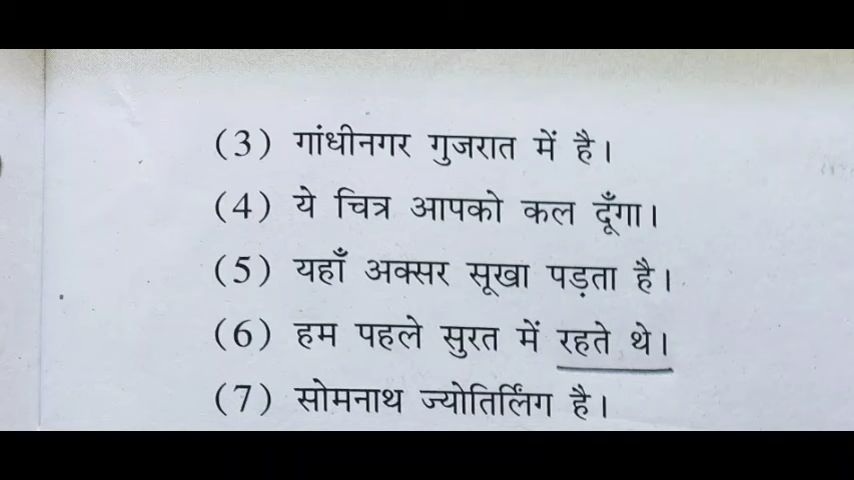 (3) गांधीनगर गुजरात में है।
(4) ये चित्र आपको कल दूँगा।
(5) यहाँ अक्सर सूखा पड़ता है।
(6) हम पहले सुरत में रहते थे।
(7) सोमनाथ ज्योतिर्लिंग है।